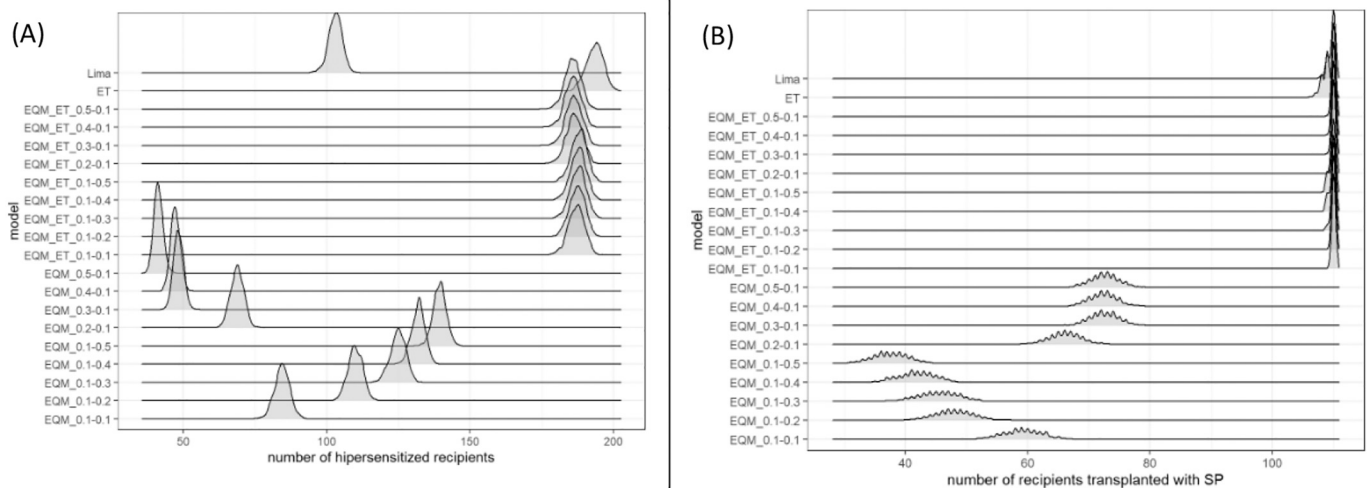 (A)
Lima
ET
EQM_ET_0.5-0.1
EQM_ET_0.4-0.1
EQM_ET_0.3-0.1
EQM_ET_0.2-0.1
EQM_ET_0.1-0.5
EQM_ET_0.1-0.4
EQM_ET_0.1-0.3
EQM_ET_0.1-0.2
EQM_ET_0.1-0.1
EQM_0.5-0.1
EQM_0.4-0.1
EQM_0.3-0.1
EQM_0.2-0.1
EQM_0.1-0.5
EQM_0.1-0.4
EQM_0.1-0.3
EQM_0.1-0.2
EQM_0.1-0.1
model
50 100 150 200
number of hipersensitized recipients
(B)
Lima
ET
EQM_ET_0.5-0.1
EQM_ET_0.4-0.1
EQM_ET_0.3-0.1
EQM_ET_0.2-0.1
EQM_ET_0.1-0.5
EQM_ET_0.1-0.4
EQM_ET_0.1-0.3
EQM_ET_0.1-0.2
EQM_ET_0.1-0.1
EQM_0.5-0.1
EQM_0.4-0.1
EQM_0.3-0.1
EQM_0.2-0.1
EQM_0.1-0.5
EQM_0.1-0.4
EQM_0.1-0.3
EQM_0.1-0.2
EQM_0.1-0.1
model
40 60 80 100
number of recipients transplanted with SP